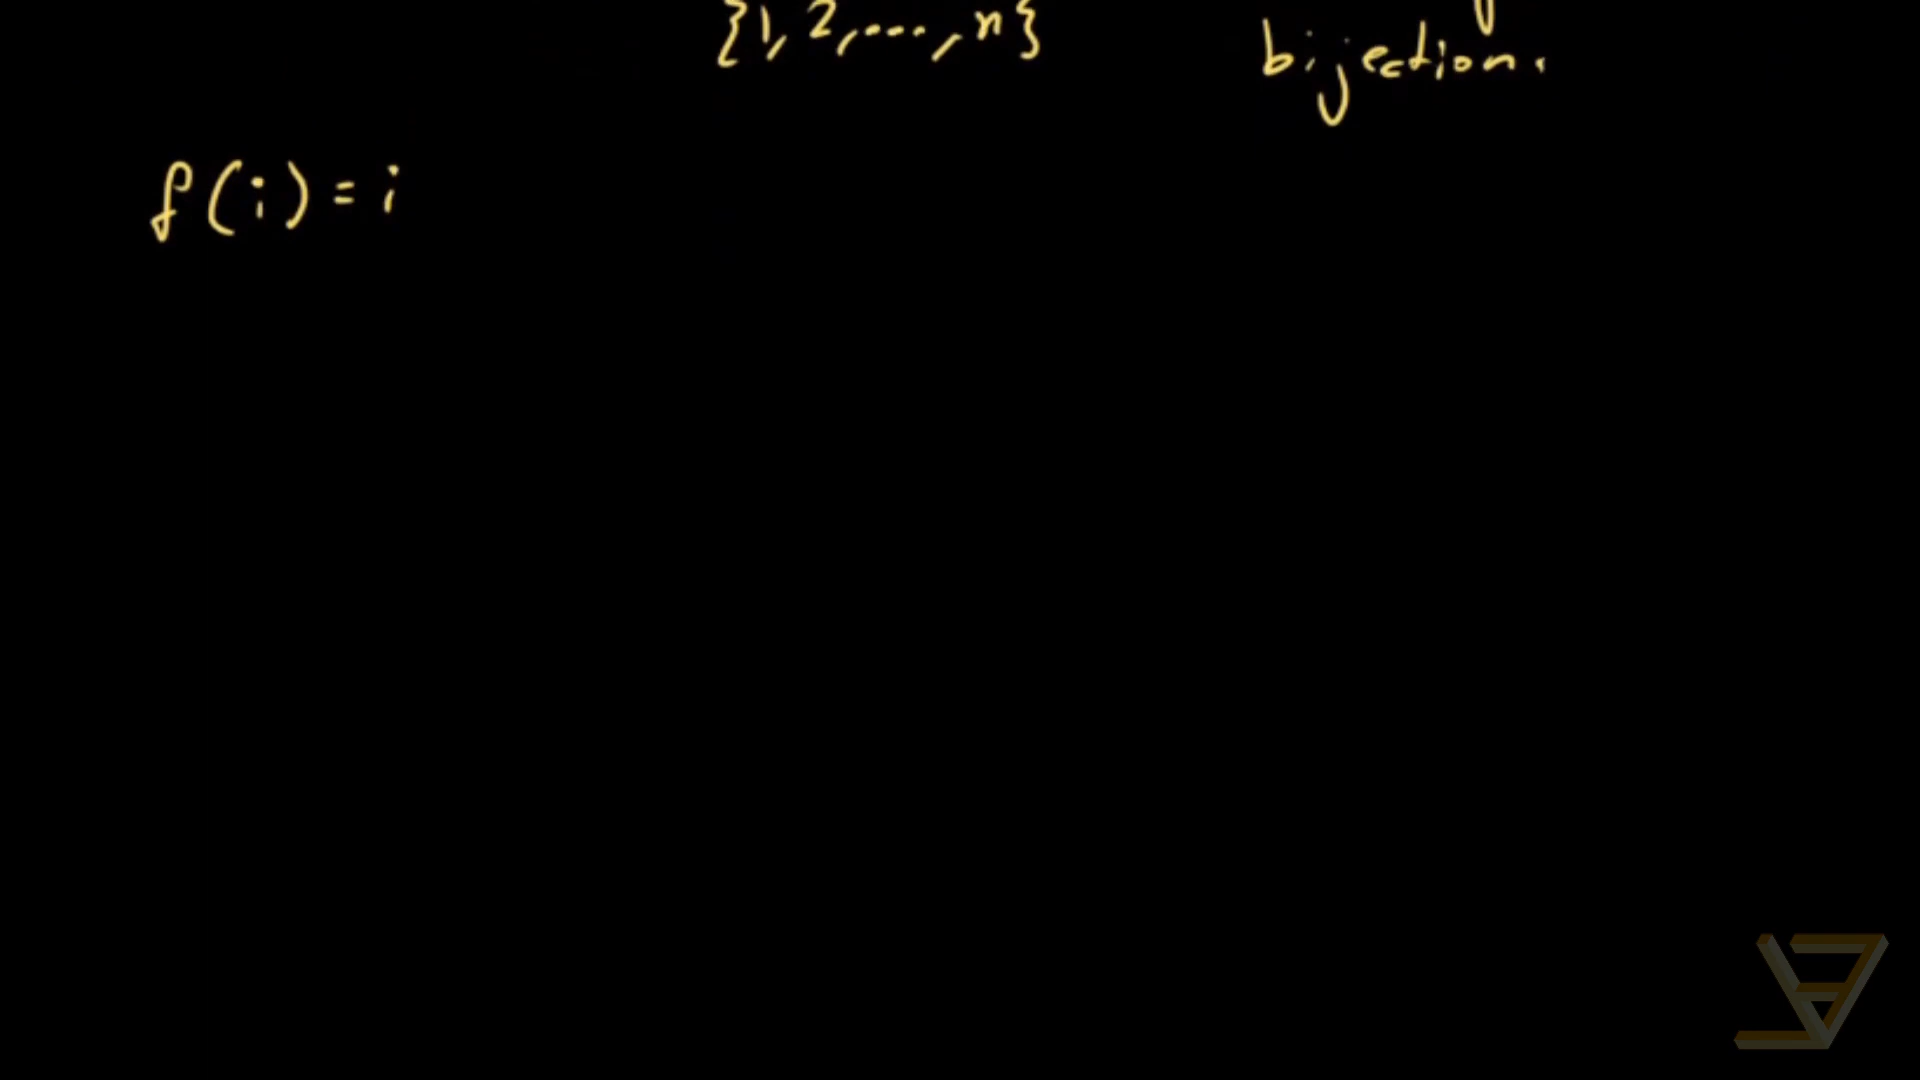 {1, 2, ..., n}
bijection.
f(i) = i